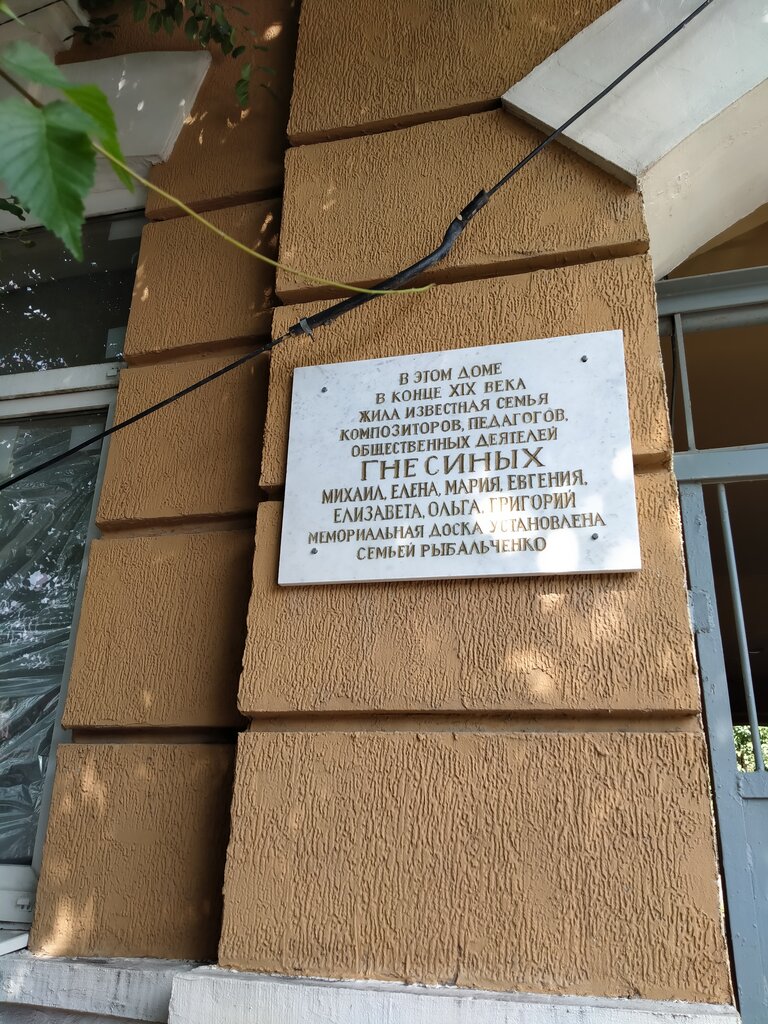 В ЭТОМ ДОМЕ
В КОНЦЕ XIX ВЕКА
ЖИЛА ИЗВЕСТНАЯ СЕМЬЯ
КОМПОЗИТОРОВ, ПЕДАГОГОВ,
ОБЩЕСТВЕННЫХ ДЕЯТЕЛЕЙ
ГНЕСИНЫХ
МИХАИЛ, ЕЛЕНА, МАРИЯ, ЕВГЕНИЯ,
ЕЛИЗАВЕТА, ОЛЬГА, ГРИГОРИЙ
МЕМОРИАЛЬНАЯ ДОСКА УСТАНОВЛЕНА
СЕМЬЕЙ РЫБАЛЬЧЕНКО